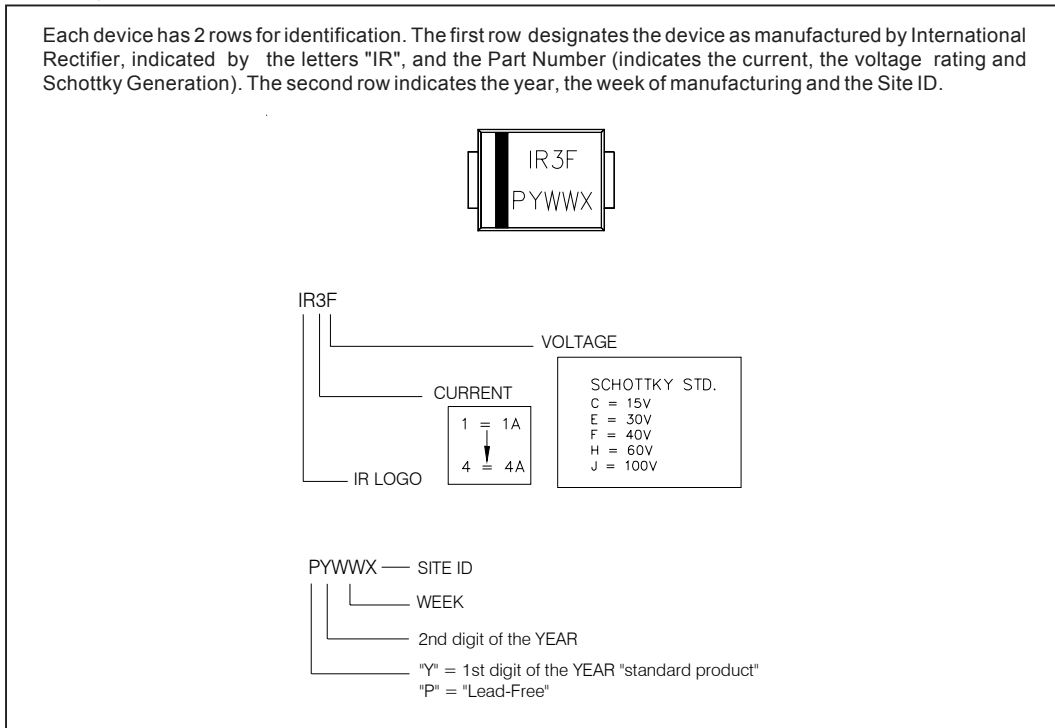 Each device has 2 rows for identification. The first row designates the device as manufactured by International
Rectifier, indicated by the letters "IR", and the Part Number (indicates the current, the voltage rating and
Schottky Generation). The second row indicates the year, the week of manufacturing and the Site ID.
IR3F
PYWWX
IR3F
VOLTAGE
SCHOTTKY STD.
C = 15V
E = 30V
F = 40V
H = 60V
J = 100V
CURRENT
1 = 1A
4 = 4A
IR LOGO
PYWWX
SITE ID
WEEK
2nd digit of the YEAR
"Y" = 1st digit of the YEAR "standard product"
"P" = "Lead-Free"